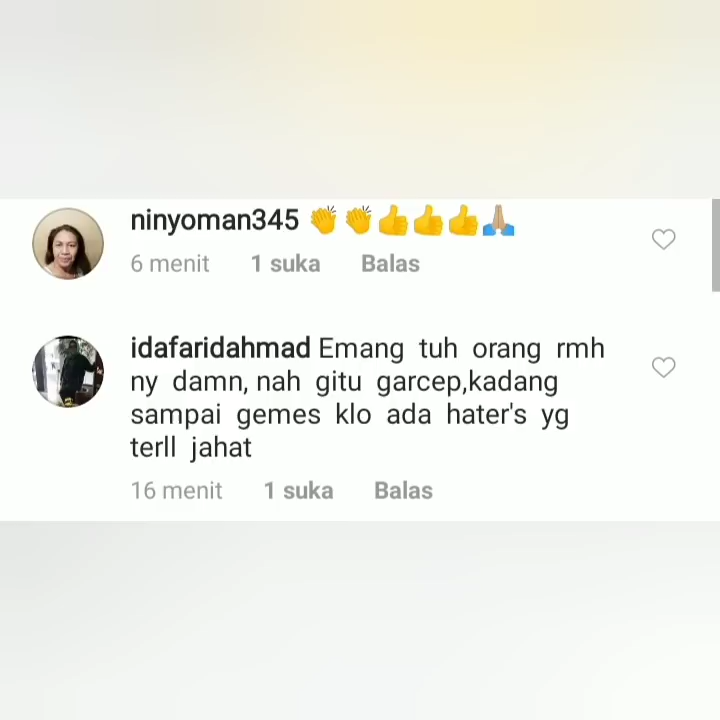 ninyoman345 👏 👏👍👍👍🙏🏼
6 menit 1 suka Balas
idafaridahmad Emang tuh orang rmh
ny damn, nah gitu garcep,kadang
sampai gemes klo ada hater's yg
terll jahat
16 menit 1 suka Balas